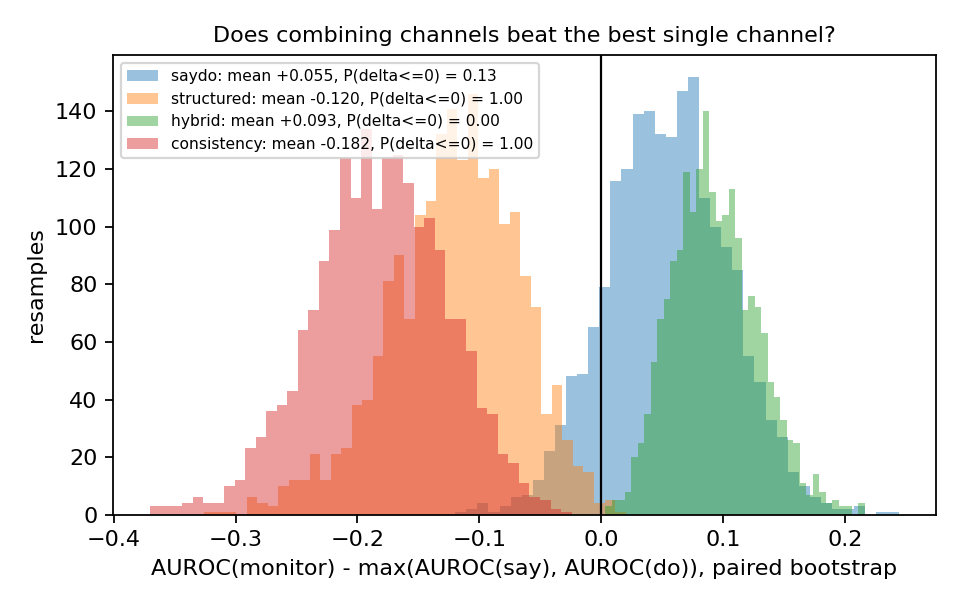 Does combining channels beat the best single channel?
saydo: mean +0.055, P(delta<=0) = 0.13
structured: mean -0.120, P(delta<=0) = 1.00
hybrid: mean +0.093, P(delta<=0) = 0.00
consistency: mean -0.182, P(delta<=0) = 1.00
resamples
140
120
100
80
60
40
20
0
−0.4 −0.3 −0.2 −0.1 0.0 0.1 0.2
AUROC(monitor) - max(AUROC(say), AUROC(do)), paired bootstrap